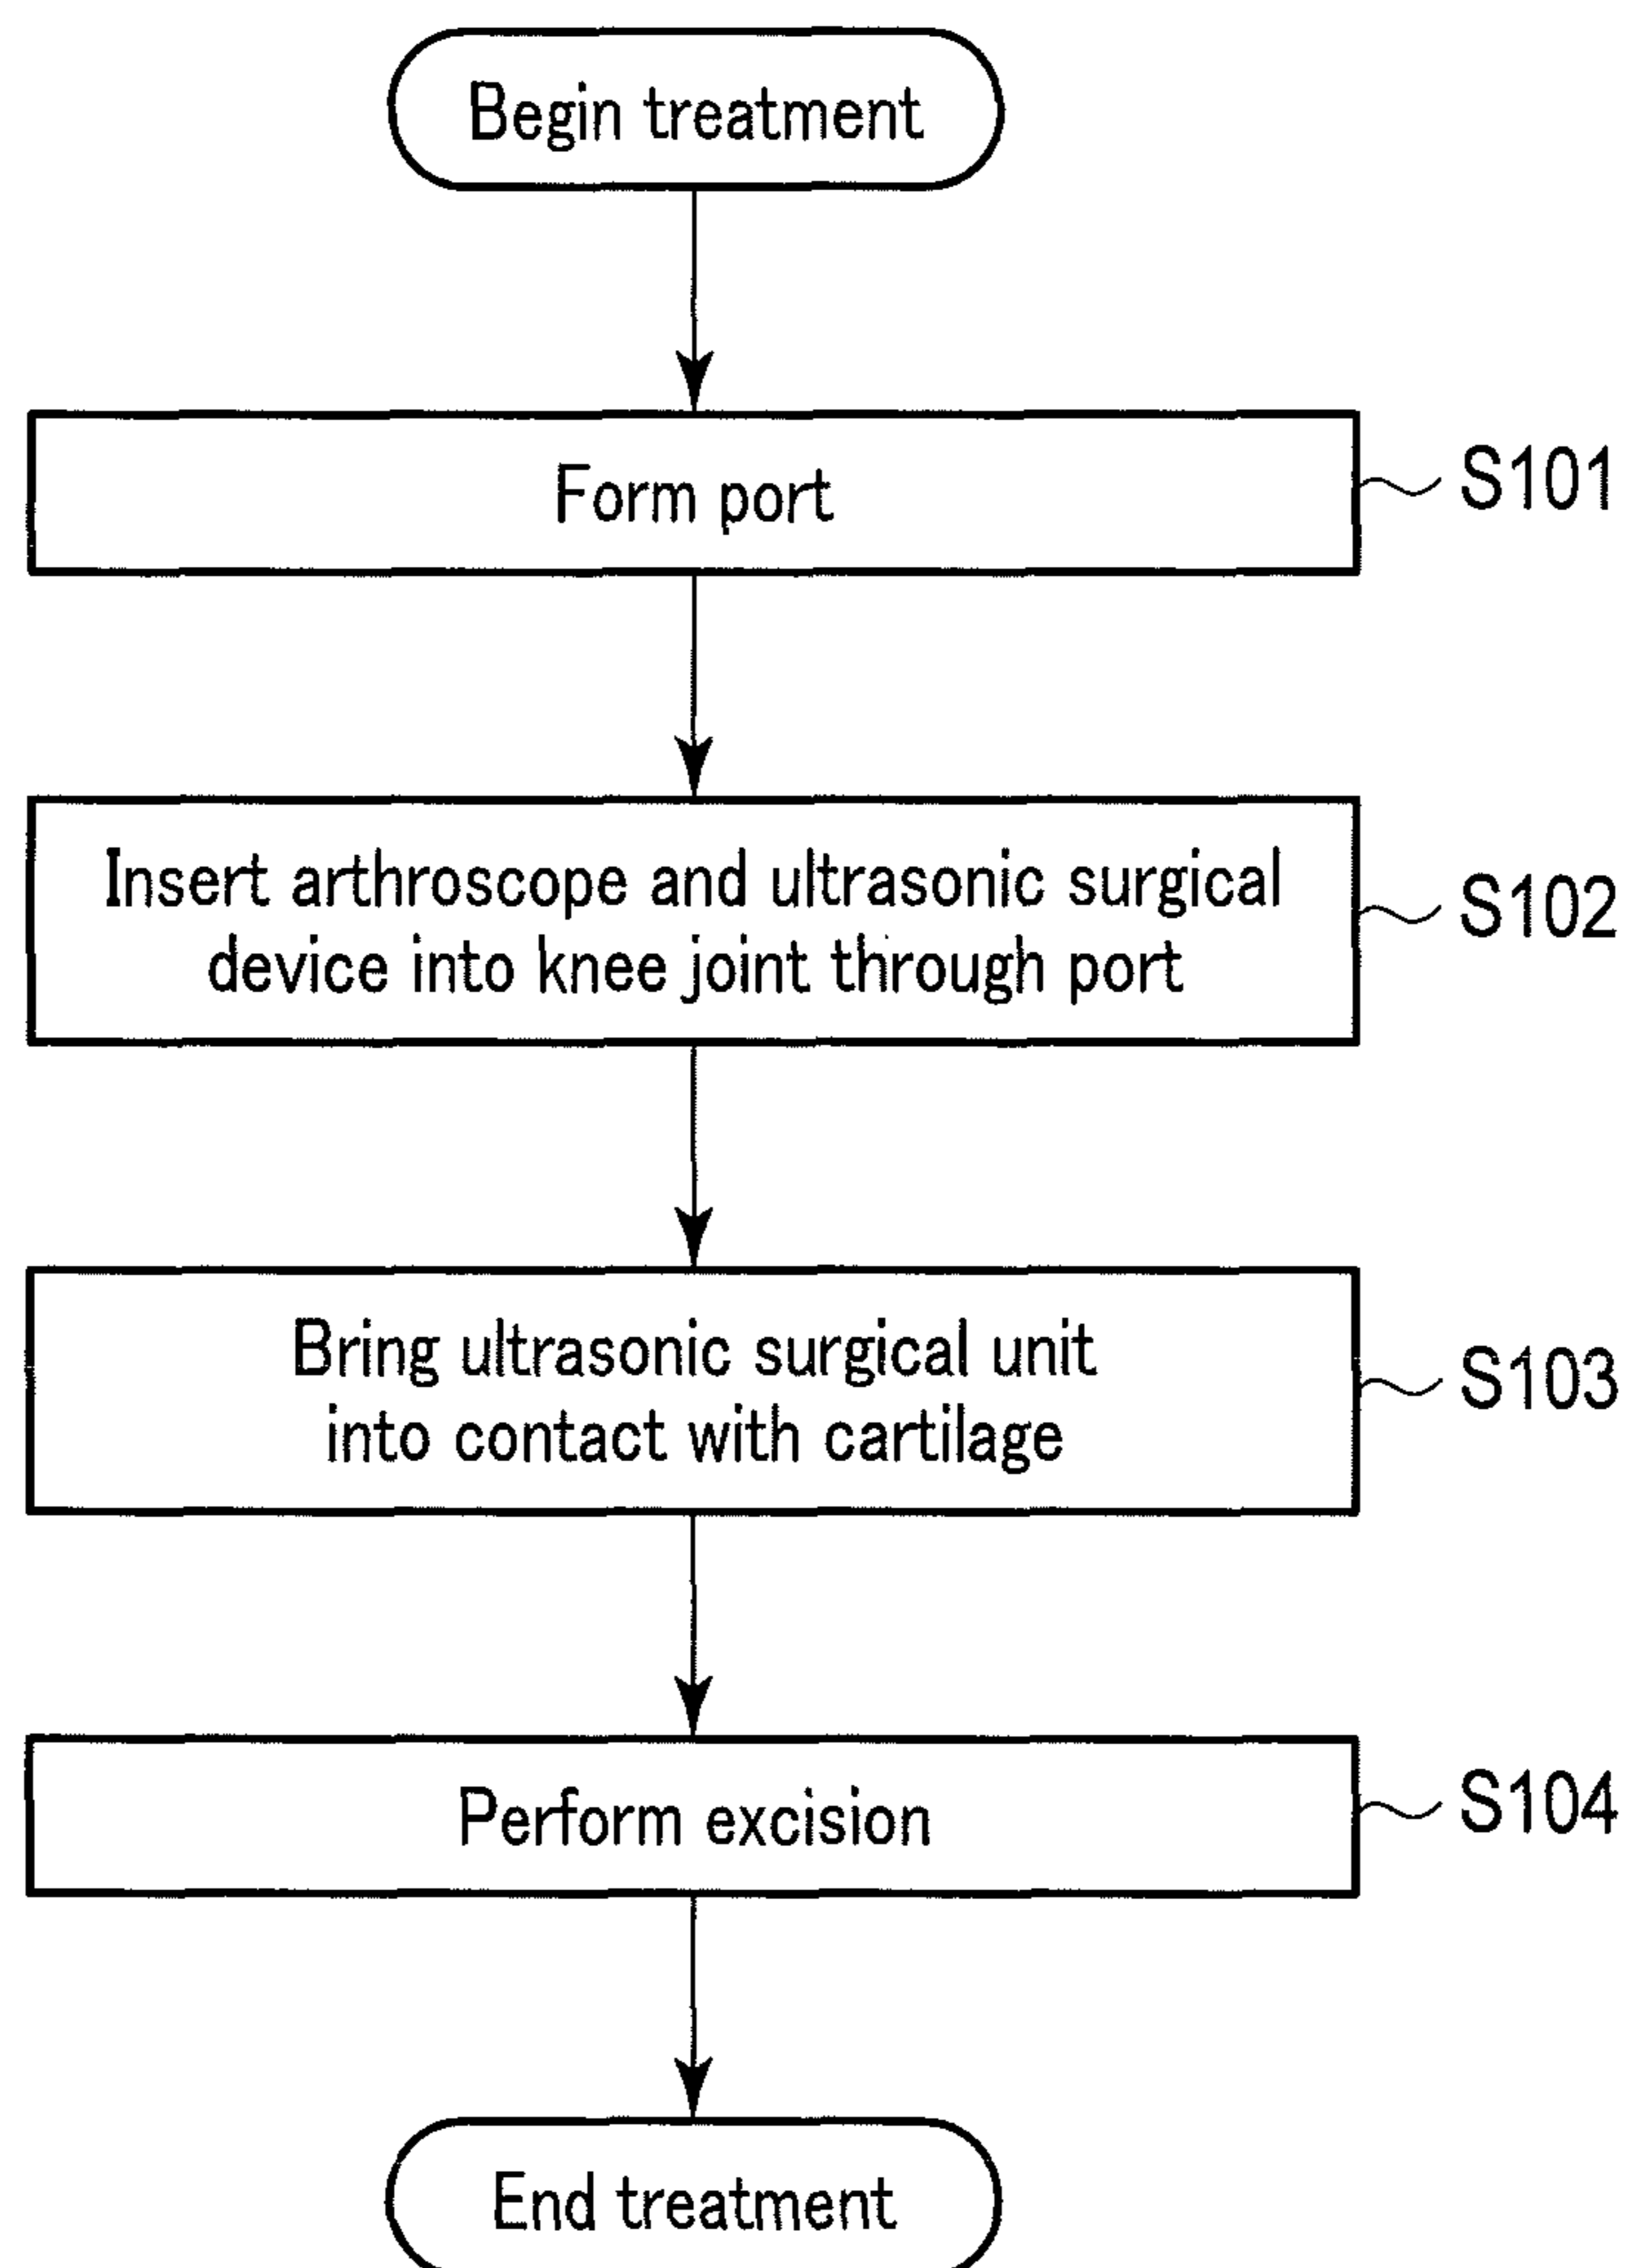 Begin treatment
Form port
S101
Insert arthroscope and ultrasonic surgical
device into knee joint through port
S102
Bring ultrasonic surgical unit
into contact with cartilage
S103
Perform excision
S104
End treatment